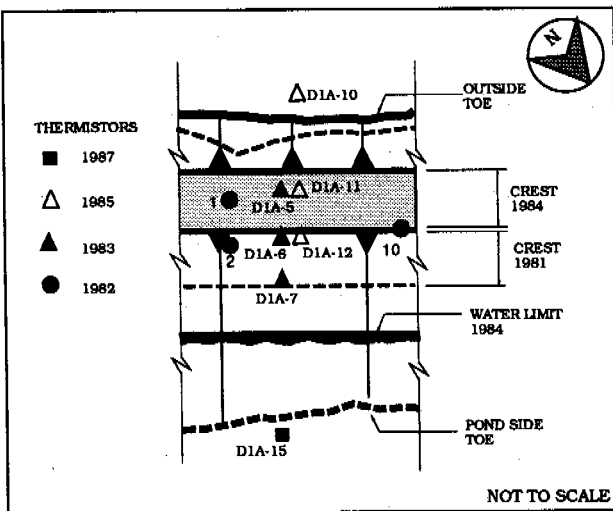 N
D1A-10
OUTSIDE
TOE
THERMISTORS
1987
1985
1983
1982
D1A-11
1
D1A-5
CREST
1984
2
D1A-6
D1A-12
10
CREST
1981
D1A-7
WATER LIMIT
1984
POND SIDE
TOE
D1A-15
NOT TO SCALE